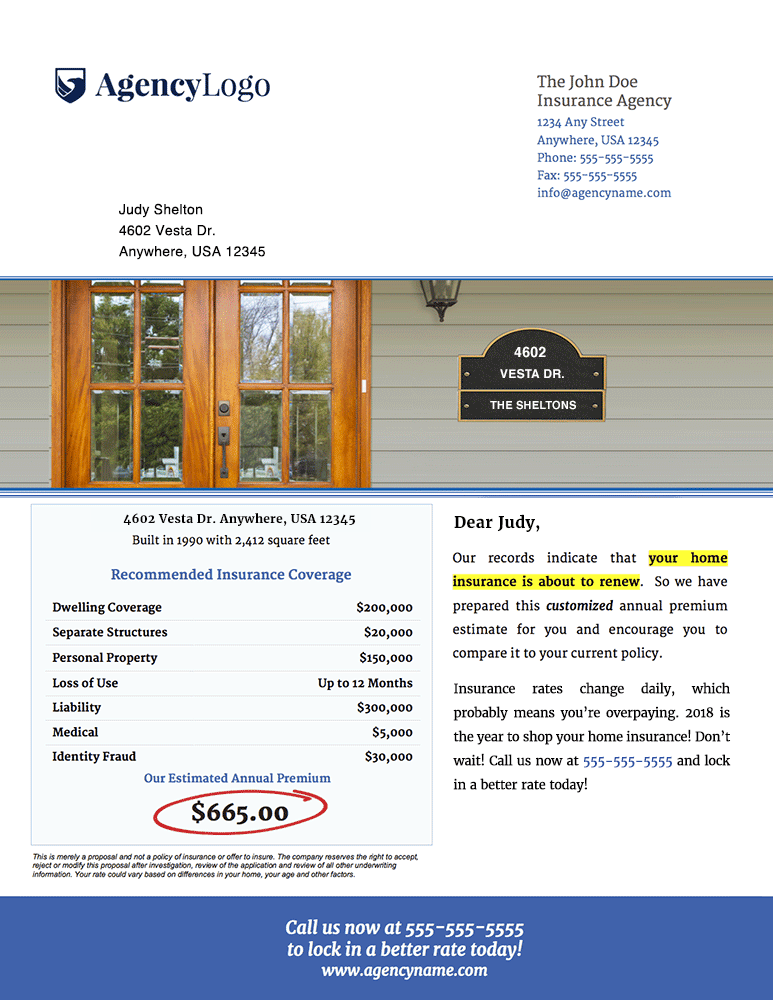 AgencyLogo
The John Doe
Insurance Agency
1234 Any Street
Anywhere, USA 12345
Phone: 555-555-5555
Fax: 555-555-5555
info@agencyname.com
Judy Shelton
4602 Vesta Dr.
Anywhere, USA 12345
4602
VESTA DR.
THE SHELTONS
4602 Vesta Dr. Anywhere, USA 12345
Built in 1990 with 2,412 square feet
Recommended Insurance Coverage
Dwelling Coverage $200,000
Separate Structures $20,000
Personal Property $150,000
Loss of Use Up to 12 Months
Liability $300,000
Medical $5,000
Identity Fraud $30,000
Our Estimated Annual Premium
$665.00
This is merely a proposal and not a policy of insurance or offer to insure. The company reserves the right to accept,
reject or modify this proposal after investigation, review of the application and review of all other underwriting
information. Your rate could vary based on differences in your home, your age and other factors.
Dear Judy,
Our records indicate that your home
insurance is about to renew. So we have
prepared this customized annual premium
estimate for you and encourage you to
compare it to your current policy.
Insurance rates change daily, which
probably means you're overpaying. 2018 is
the year to shop your home insurance! Don't
wait! Call us now at 555-555-5555 and lock
in a better rate today!
Call us now at 555-555-5555
to lock in a better rate today!
www.agencyname.com